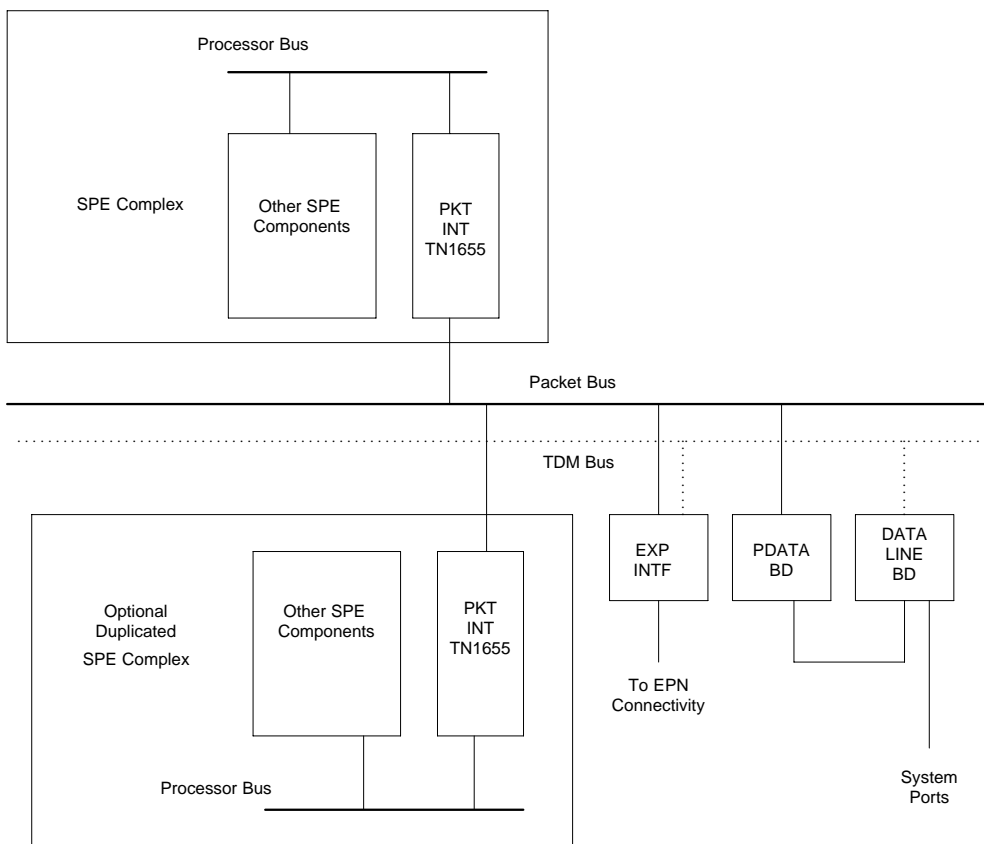 Processor Bus
SPE Complex
Other SPE
Components
PKT
INT
TN1655
Packet Bus
TDM Bus
Optional
Duplicated
SPE Complex
Other SPE
Components
PKT
INT
TN1655
Processor Bus
EXP
INTF
PDATA
BD
DATA
LINE
BD
To EPN
Connectivity
System
Ports